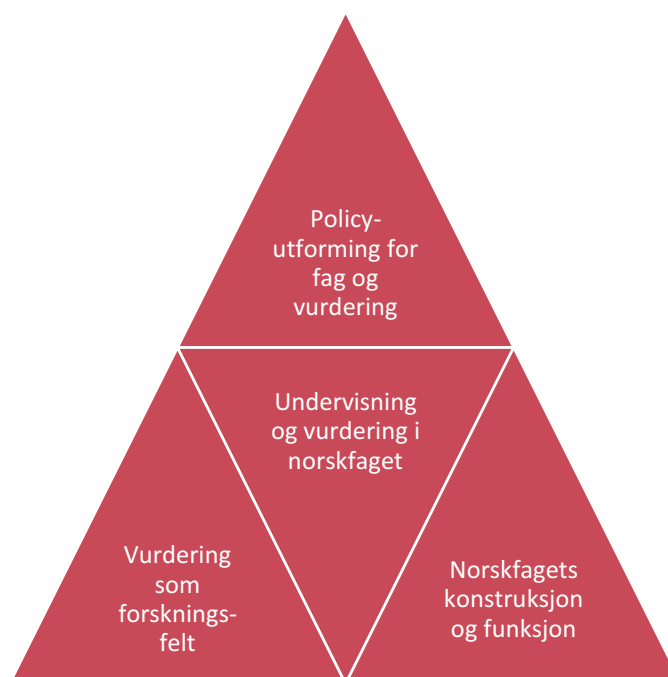 Policy-
utforming for
fag og
vurdering
Undervisning
og vurdering i
norskfaget
Vurdering
som
forsknings-
felt
Norskfagets
konstruksjon
og funksjon